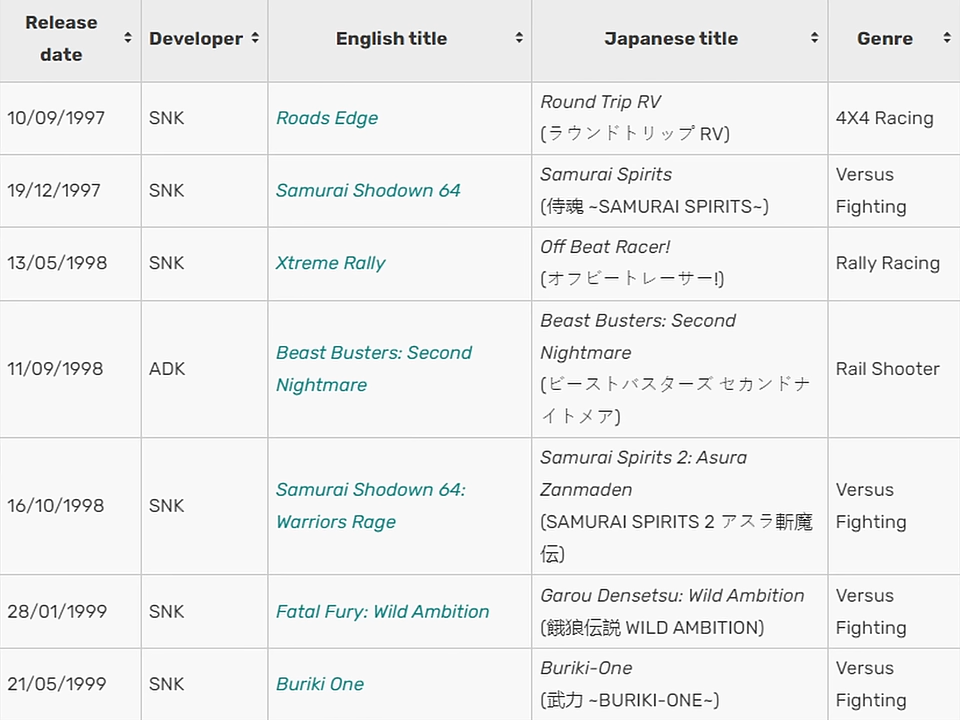 Release date
Developer
English title
Japanese title
Genre
10/09/1997
SNK
Roads Edge
Round Trip RV
(ラウンドトリップ RV)
4X4 Racing
19/12/1997
SNK
Samurai Shodown 64
Samurai Spirits
(侍魂 ~SAMURAI SPIRITS~)
Versus
Fighting
13/05/1998
SNK
Xtreme Rally
Off Beat Racer!
(オフビートレーサー!)
Rally Racing
11/09/1998
ADK
Beast Busters: Second
Nightmare
Beast Busters: Second
Nightmare
(ビーストバスターズ セカンドナ
イトメア)
Rail Shooter
16/10/1998
SNK
Samurai Shodown 64:
Warriors Rage
Samurai Spirits 2: Asura
Zanmaden
(SAMURAI SPIRITS 2 アスラ斬魔
伝)
Versus
Fighting
28/01/1999
SNK
Fatal Fury: Wild Ambition
Garou Densetsu: Wild Ambition
(餓狼伝説 WILD AMBITION)
Versus
Fighting
21/05/1999
SNK
Buriki One
Buriki-One
(武力 ~BURIKI-ONE~)
Versus
Fighting